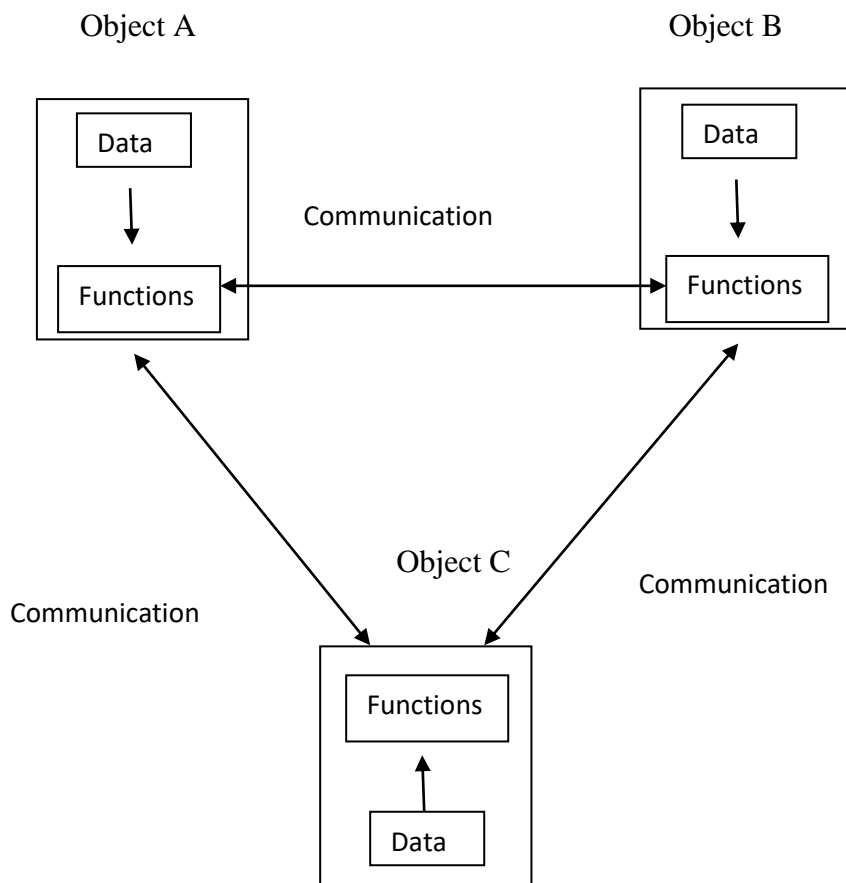 Object A
Object B
Data
Data
Communication
Functions
Functions
Object C
Communication
Communication
Functions
Data